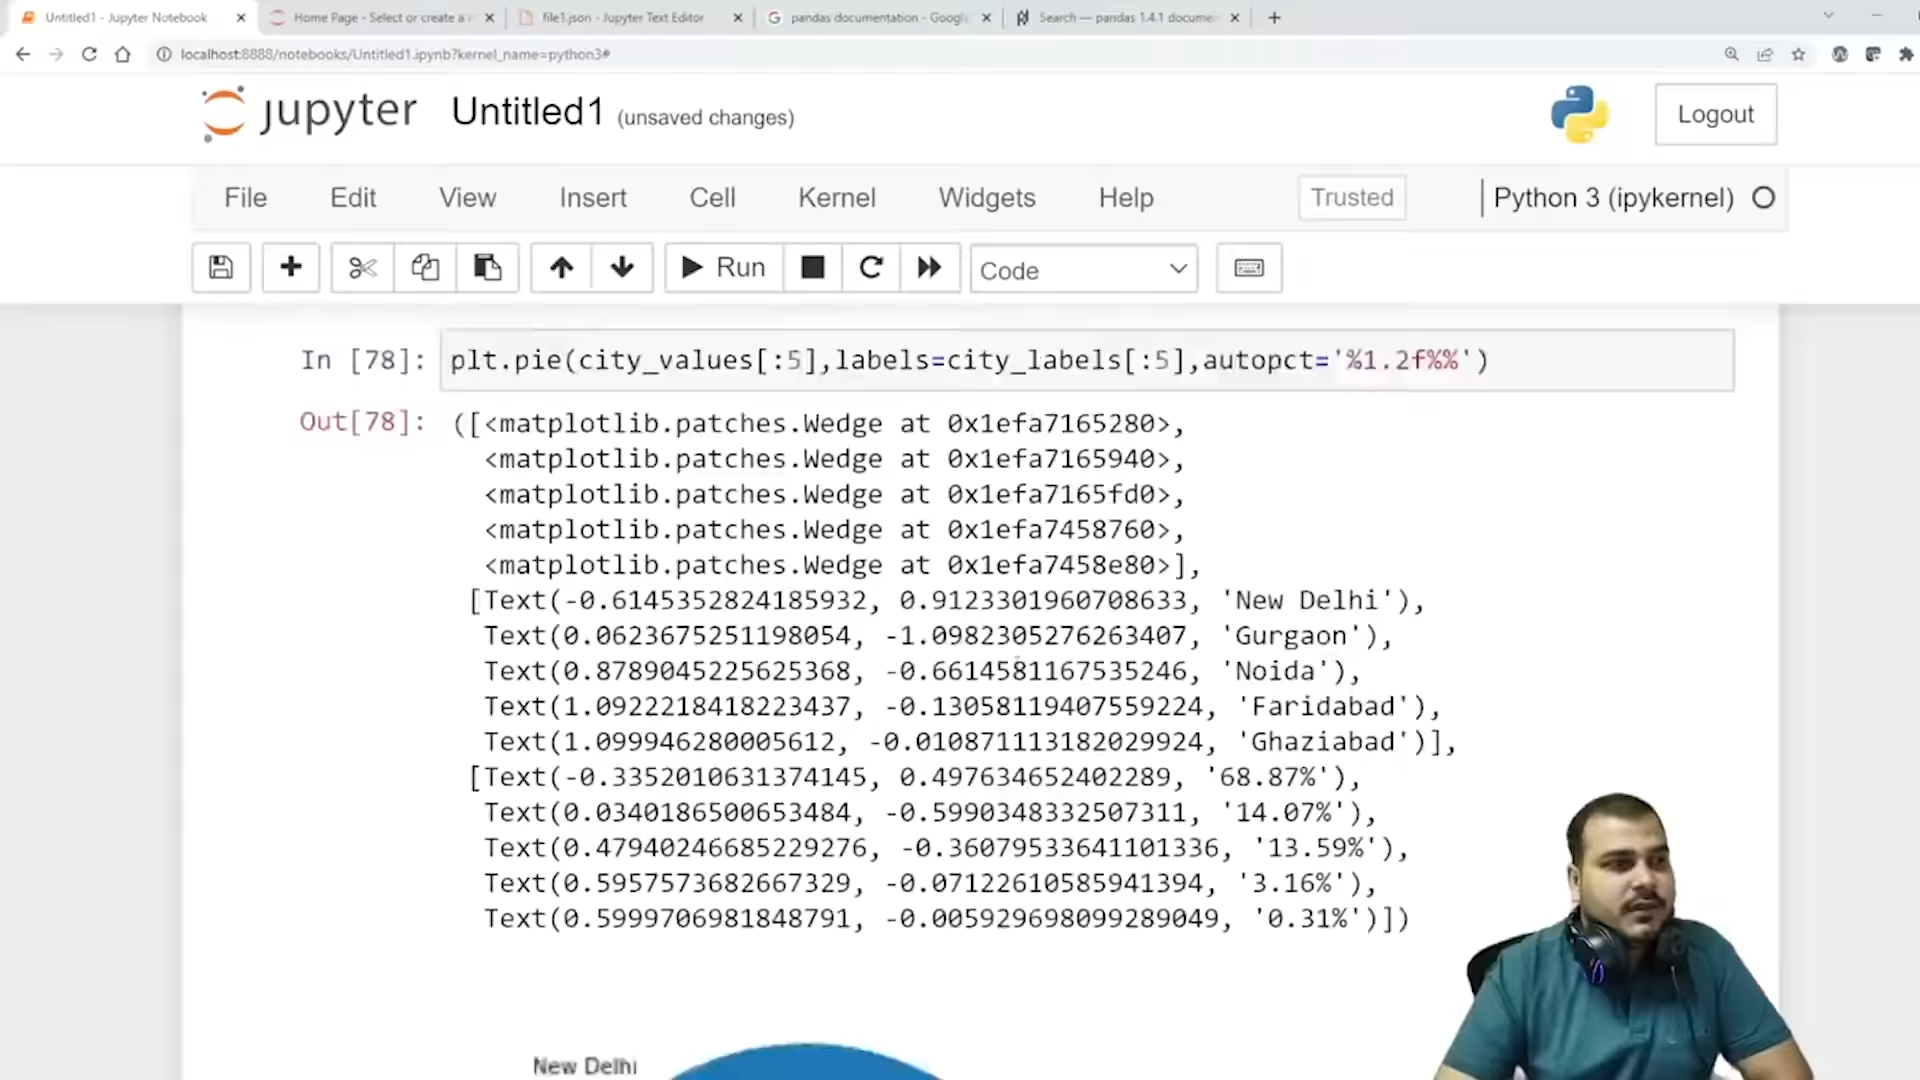 Untitled1 - Jupyter Notebook
Home Page - Select or create a n
file1.json - Jupyter Text Editor
pandas documentation - Google
Search — pandas 1.4.1 docume
localhost:8888/notebooks/Untitled1.ipynb?kernel_name=python3#
jupyter Untitled1 (unsaved changes)
Logout
File Edit View Insert Cell Kernel Widgets Help Trusted Python 3 (ipykernel)
Run Code
In [78]: plt.pie(city_values[:5],labels=city_labels[:5],autopct='%1.2f%%')
Out[78]: ([<matplotlib.patches.Wedge at 0x1efa7165280>,
<matplotlib.patches.Wedge at 0x1efa7165940>,
<matplotlib.patches.Wedge at 0x1efa7165fd0>,
<matplotlib.patches.Wedge at 0x1efa7458760>,
<matplotlib.patches.Wedge at 0x1efa7458e80>],
[Text(-0.6145352824185932, 0.9123301960708633, 'New Delhi'),
Text(0.0623675251198054, -1.0982305276263407, 'Gurgaon'),
Text(0.8789045225625368, -0.6614581167535246, 'Noida'),
Text(1.0922218418223437, -0.13058119407559224, 'Faridabad'),
Text(1.099946280005612, -0.010871113182029924, 'Ghaziabad')],
[Text(-0.3352010631374145, 0.497634652402289, '68.87%'),
Text(0.0340186500653484, -0.5990348332507311, '14.07%'),
Text(0.47940246685229276, -0.36079533641101336, '13.59%'),
Text(0.5957573682667329, -0.07122610585941394, '3.16%'),
Text(0.5999706981848791, -0.005929698099289049, '0.31%')])
New Delhi